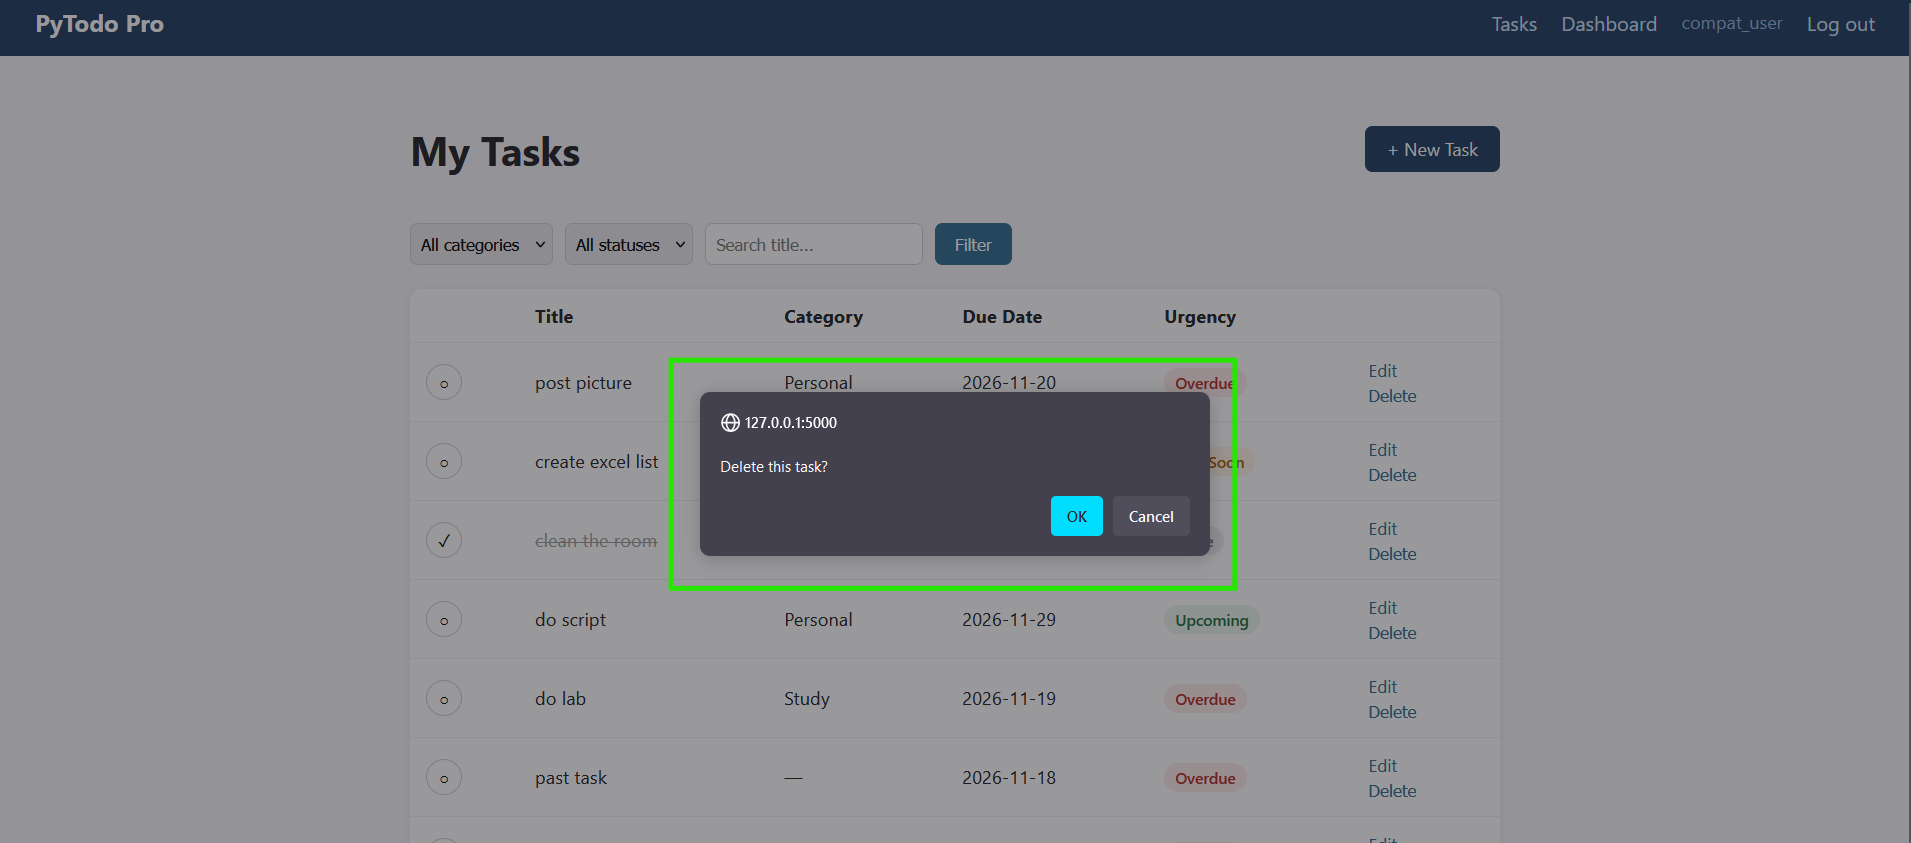 PyTodo Pro
Tasks Dashboard compat_user Log out
My Tasks
+ New Task
All categories All statuses Search title... Filter
Title Category Due Date Urgency
post picture Personal 2026-11-20 Overdue Edit
Delete
127.0.0.1:5000
create excel list Soon Edit
Delete this task?
Delete
OK Cancel
clean the room Edit
Delete
do script Personal 2026-11-29 Upcoming Edit
Delete
do lab Study 2026-11-19 Overdue Edit
Delete
past task — 2026-11-18 Overdue Edit
Delete